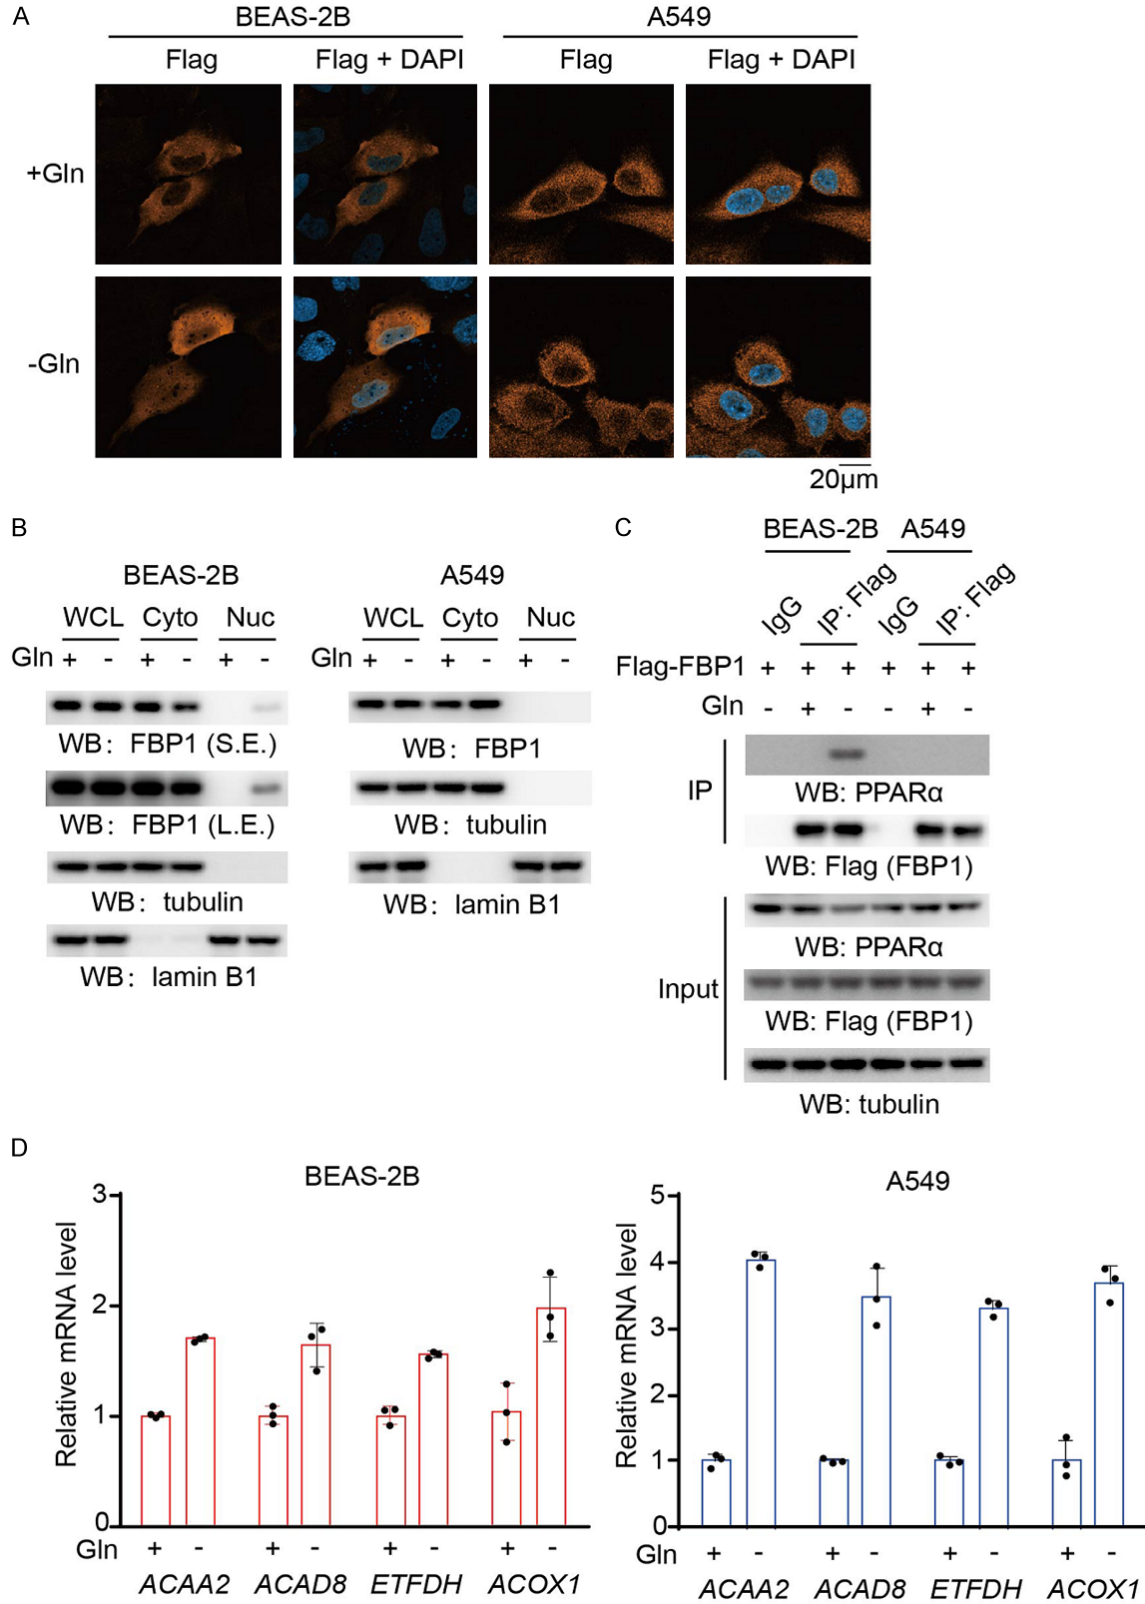 A
BEAS-2B A549
Flag Flag + DAPI Flag Flag + DAPI
+Gln
-Gln
20μm
B
BEAS-2B A549
WCL Cyto Nuc WCL Cyto Nuc
Gln + - + - + - Gln + - + - + -
WB: FBP1 (S.E.)
WB: FBP1 (L.E.)
WB: tubulin
WB: lamin B1
WB: FBP1
WB: tubulin
WB: lamin B1
C
BEAS-2B A549
IgG IP: Flag IgG IP: Flag
Flag-FBP1 + + + + + +
Gln - + - - + -
IP
WB: PPARα
WB: Flag (FBP1)
Input
WB: PPARα
WB: Flag (FBP1)
WB: tubulin
D
BEAS-2B
Relative mRNA level
3
2
1
0
Gln + - + - + - + -
ACAA2 ACAD8 ETFDH ACOX1
A549
Relative mRNA level
5
4
3
2
1
0
Gln + - + - + - + -
ACAA2 ACAD8 ETFDH ACOX1